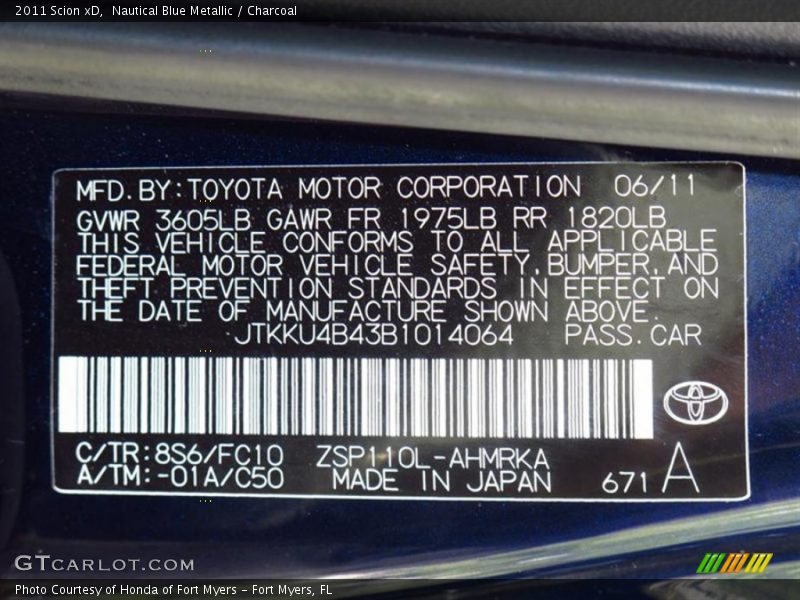 2011 Scion xD, Nautical Blue Metallic / Charcoal
MFD. BY: TOYOTA MOTOR CORPORATION 06/11
GVWR 3605LB GAWR FR 1975LB RR 1820LB
THIS VEHICLE CONFORMS TO ALL APPLICABLE
FEDERAL MOTOR VEHICLE SAFETY, BUMPER, AND
THEFT PREVENTION STANDARDS IN EFFECT ON
THE DATE OF MANUFACTURE SHOWN ABOVE.
JTKKU4B43B1014064 PASS. CAR
C/TR: 8S6/FC10 ZSP110L-AHMRKA
A/TM: -01A/C50 MADE IN JAPAN 671 A
GTCARLOT.COM
Photo Courtesy of Honda of Fort Myers - Fort Myers, FL